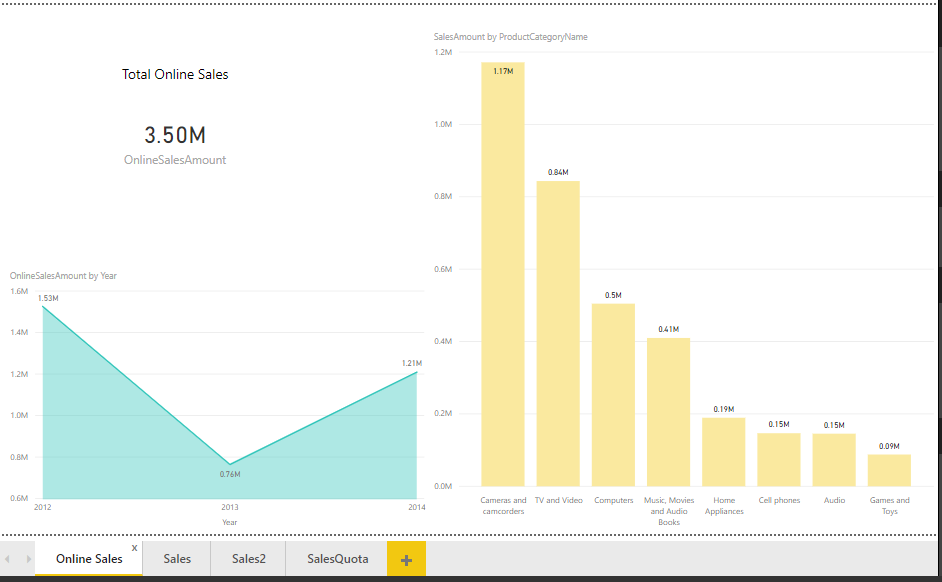 Total Online Sales
3.50M
OnlineSalesAmount
OnlineSalesAmount by Year
1.6M
1.4M
1.2M
1.0M
0.8M
0.6M
1.53M
0.76M
1.21M
2012 2013 2014
Year
SalesAmount by ProductCategoryName
1.2M
1.0M
0.8M
0.6M
0.4M
0.2M
0.0M
1.17M
0.84M
0.5M
0.41M
0.19M
0.15M
0.15M
0.09M
Cameras and
camcorders
TV and Video
Computers
Music, Movies
and Audio
Books
Home
Appliances
Cell phones
Audio
Games and
Toys
Online Sales x Sales Sales2 SalesQuota +